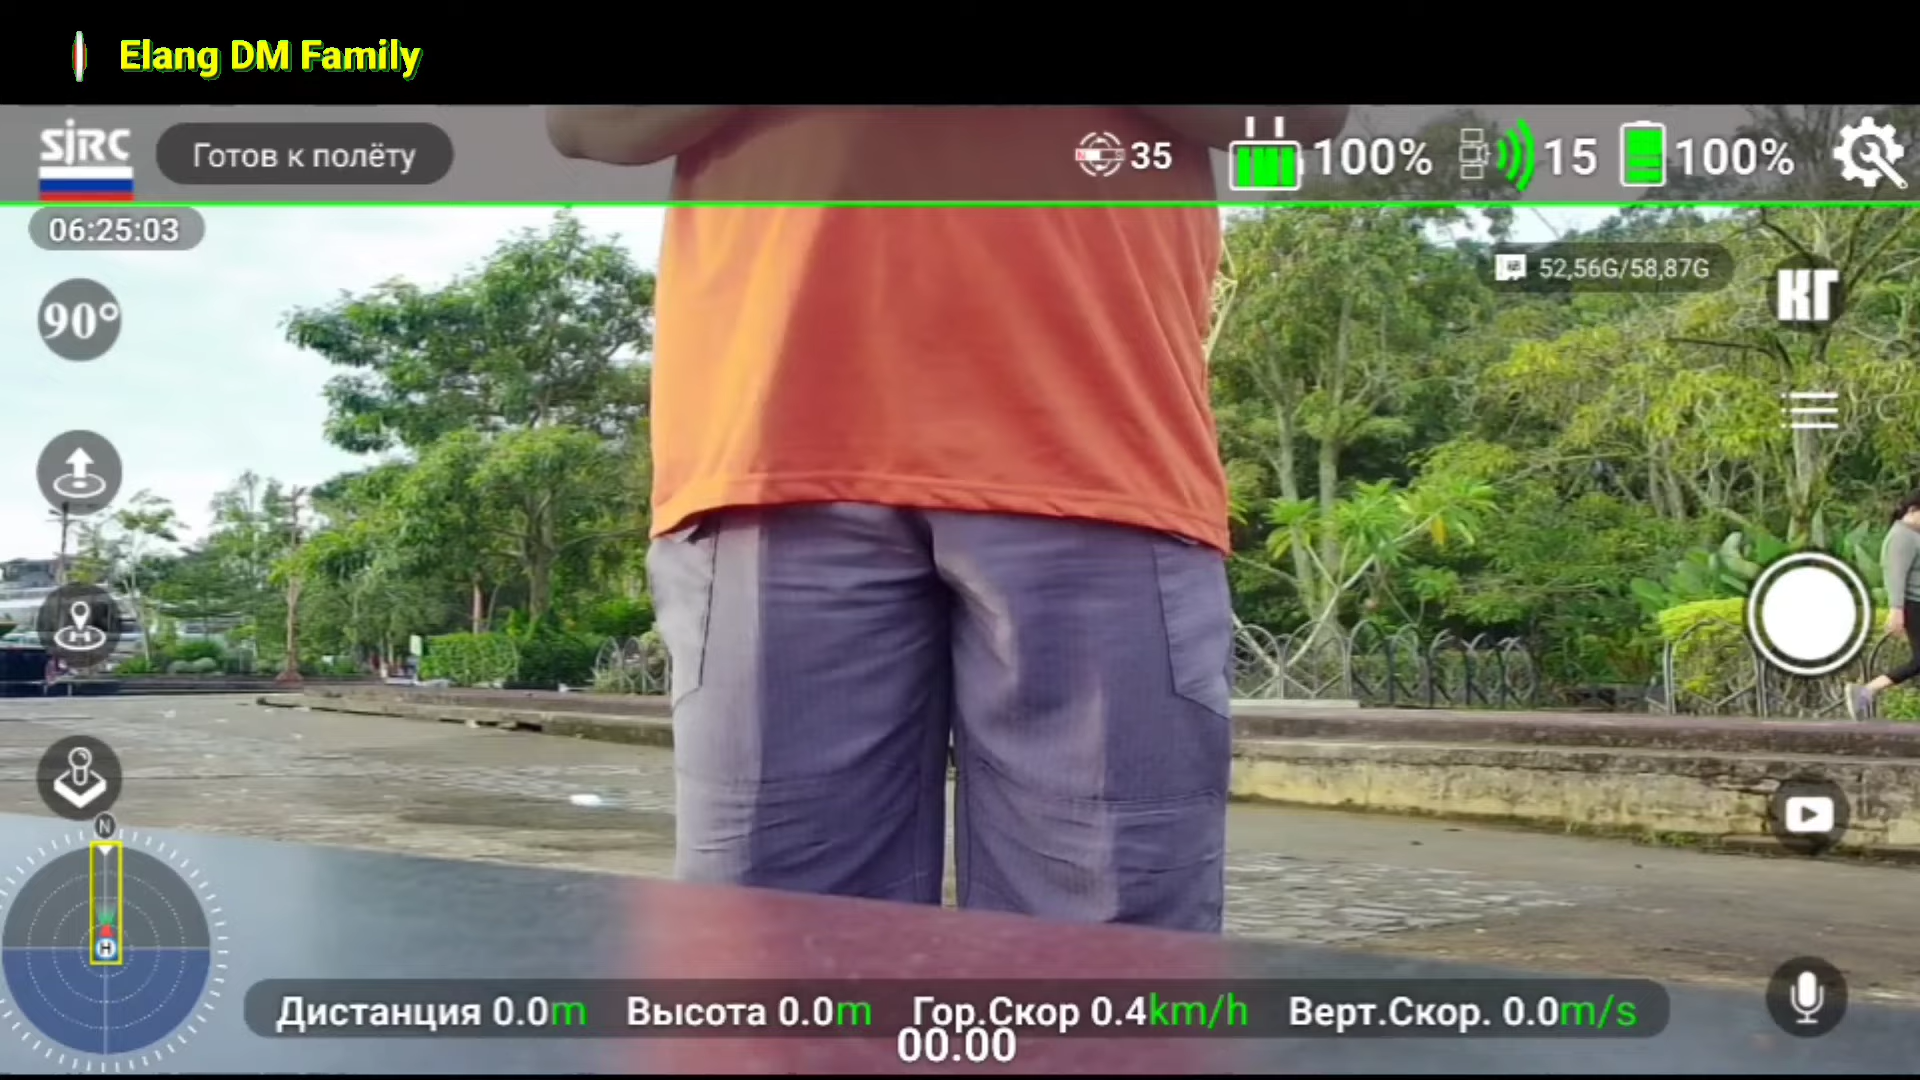 Elang DM Family
SJRC
Готов к полёту
35
100%
15
100%
06:25:03
90°
52,56G/58,87G
КГ
N
H
Дистанция 0.0m Высота 0.0m Гор.Скор 0.4km/h Верт.Скор. 0.0m/s
00.00